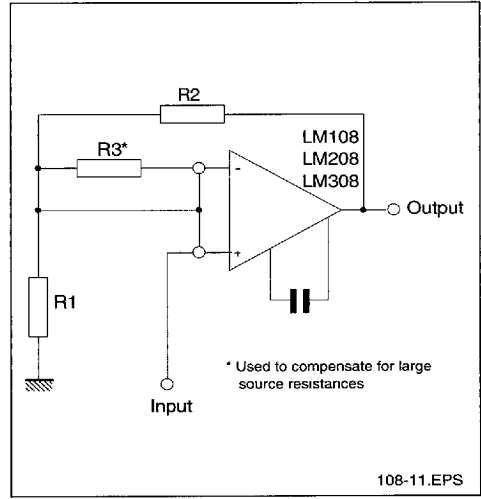 R2
LM108
LM208
LM308
R3*
-
Output
+
R1
* Used to compensate for large
source resistances
Input
108-11.EPS